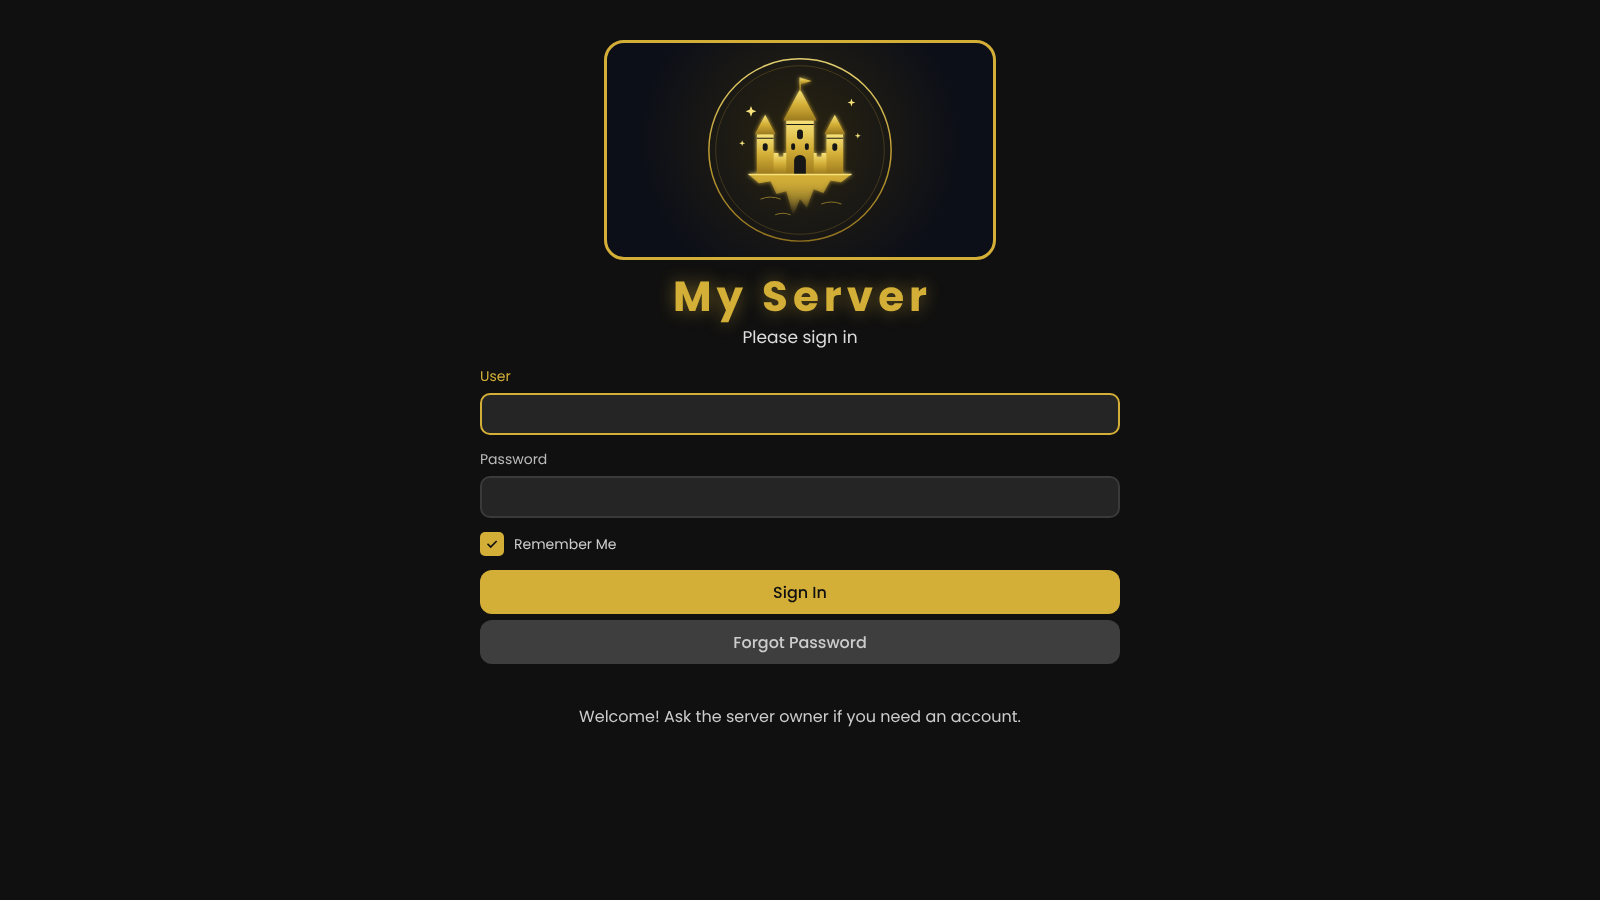 My Server
Please sign in
User
Password
Remember Me
Sign In
Forgot Password
Welcome! Ask the server owner if you need an account.